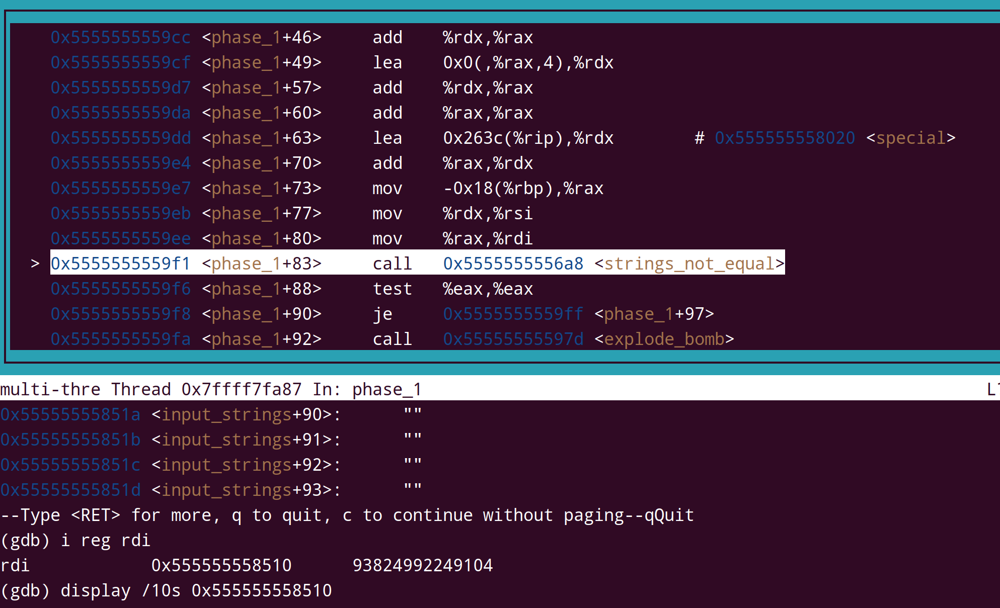 0x5555555559cc <phase_1+46>     add    %rdx,%rax
0x5555555559cf <phase_1+49>     lea    0x0(,%rax,4),%rdx
0x5555555559d7 <phase_1+57>     add    %rdx,%rax
0x5555555559da <phase_1+60>     add    %rax,%rax
0x5555555559dd <phase_1+63>     lea    0x263c(%rip),%rdx        # 0x555555558020 <special>
0x5555555559e4 <phase_1+70>     add    %rax,%rdx
0x5555555559e7 <phase_1+73>     mov    -0x18(%rbp),%rax
0x5555555559eb <phase_1+77>     mov    %rdx,%rsi
0x5555555559ee <phase_1+80>     mov    %rax,%rdi
> 0x5555555559f1 <phase_1+83>     call   0x5555555556a8 <strings_not_equal>
0x5555555559f6 <phase_1+88>     test   %eax,%eax
0x5555555559f8 <phase_1+90>     je     0x5555555559ff <phase_1+97>
0x5555555559fa <phase_1+92>     call   0x55555555597d <explode_bomb>
multi-thre Thread 0x7ffff7fa87 In: phase_1
0x55555555851a <input_strings+90>:      ""
0x55555555851b <input_strings+91>:      ""
0x55555555851c <input_strings+92>:      ""
0x55555555851d <input_strings+93>:      ""
--Type <RET> for more, q to quit, c to continue without paging--qQuit
(gdb) i reg rdi
rdi            0x555555558510      93824992249104
(gdb) display /10s 0x555555558510